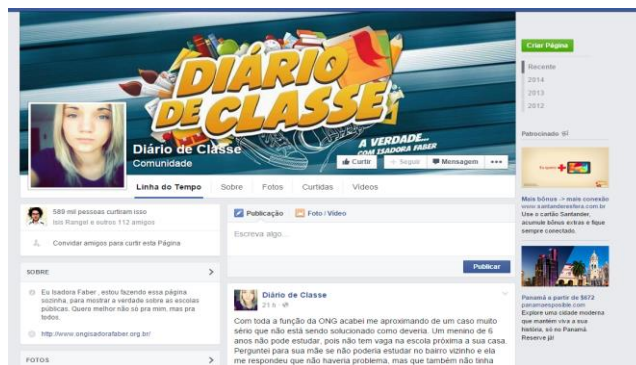 DIÁRIO
DE CLASSE
A VERDADE...
COM ISADORA FABER
Diário de Classe
Comunidade
Curtir
Seguir
Mensagem
Linha do Tempo
Sobre
Fotos
Curtidas
Vídeos
589 mil pessoas curtiram isso
Isis Rangel e outros 112 amigos
Convidar amigos para curtir esta Página
SOBRE
Eu Isadora Faber , estou fazendo essa página
sozinha, para mostrar a verdade sobre as escolas
públicas. Quero melhor não só pra mim, mas pra
todos.
http://www.ongisadorafaber.org.br/
FOTOS
Publicação
Foto / Vídeo
Escreva algo...
Publicar
Diário de Classe
21 h
Com toda a função da ONG acabei me aproximando de um caso muito
sério que não está sendo solucionado como deveria. Um menino de 6
anos não pode estudar, pois não tem vaga na escola próxima a sua casa.
Perguntei para sua mãe se não poderia estudar no bairro vizinho e ela
me respondeu que não haveria problema, mas que também não tinha
Criar Página
Recente
2014
2013
2012
Patrocinado
Mais bônus -> mais conexão
www.santanderesfera.com.br
Use o cartão Santander,
acumule bônus extras e fique
sempre conectado.
Panamá a partir de $672
panamaesposible.com
Explore uma cidade moderna
que mantém viva a sua
história, só no Panamá.
Reserve já!